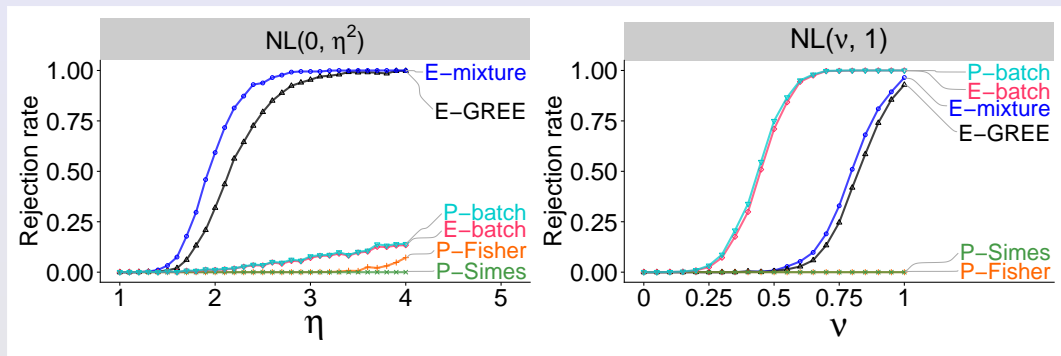 NL(0, η²)
Rejection rate
1.00
0.75
0.50
0.25
0.00
E−mixture
E−GREE
P−batch
E−batch
P−Fisher
P−Simes
1 2 3 4 5
η
NL(ν, 1)
Rejection rate
1.00
0.75
0.50
0.25
0.00
P−batch
E−batch
E−mixture
E−GREE
P−Simes
P−Fisher
0 0.25 0.5 0.75 1
ν